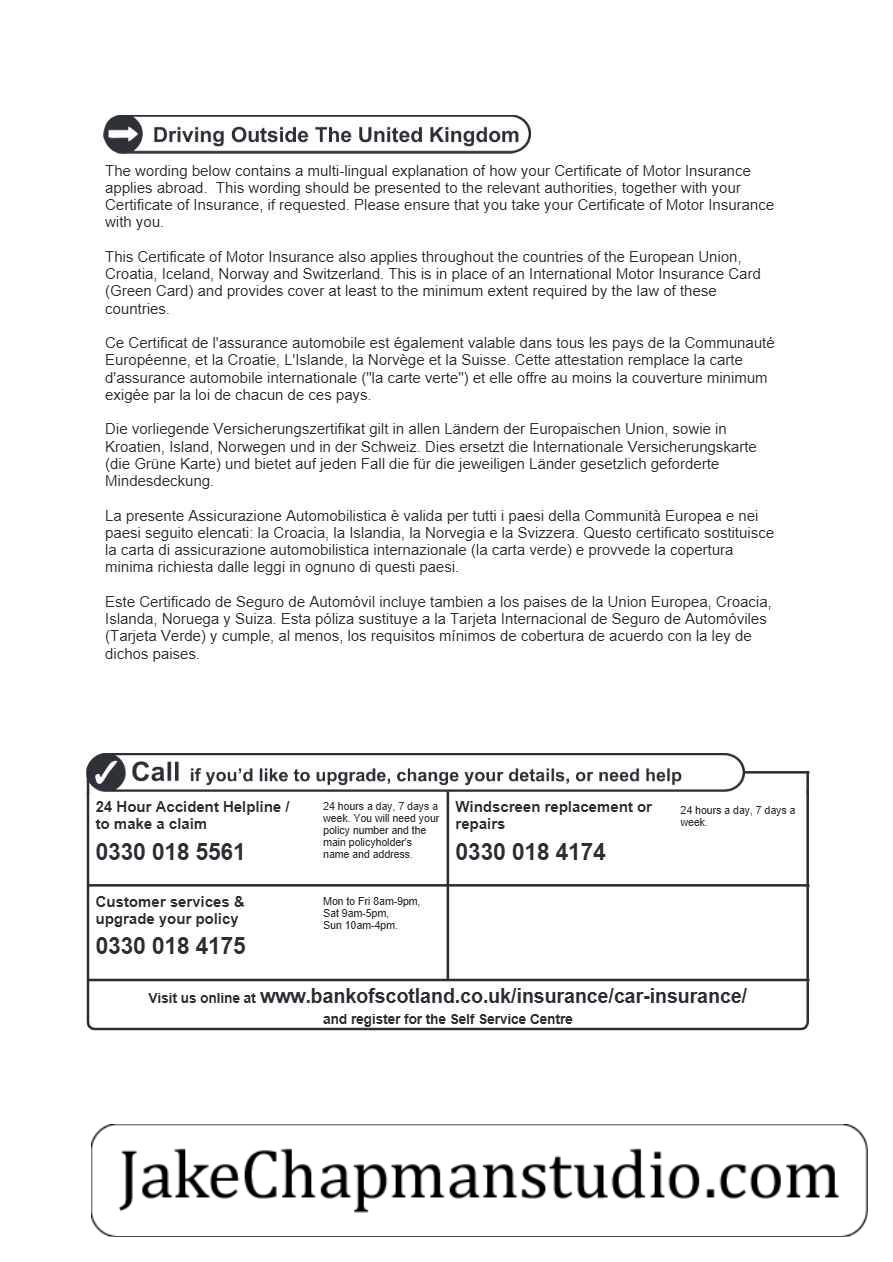 Driving Outside The United Kingdom
The wording below contains a multi-lingual explanation of how your Certificate of Motor Insurance
applies abroad.  This wording should be presented to the relevant authorities, together with your
Certificate of Insurance, if requested. Please ensure that you take your Certificate of Motor Insurance
with you.
This Certificate of Motor Insurance also applies throughout the countries of the European Union,
Croatia, Iceland, Norway and Switzerland. This is in place of an International Motor Insurance Card
(Green Card) and provides cover at least to the minimum extent required by the law of these
countries.
Ce Certificat de l'assurance automobile est également valable dans tous les pays de la Communauté
Européenne, et la Croatie, L'Islande, la Norvège et la Suisse. Cette attestation remplace la carte
d'assurance automobile internationale ("la carte verte") et elle offre au moins la couverture minimum
exigée par la loi de chacun de ces pays.
Die vorliegende Versicherungszertifikat gilt in allen Ländern der Europaischen Union, sowie in
Kroatien, Island, Norwegen und in der Schweiz. Dies ersetzt die Internationale Versicherungskarte
(die Grüne Karte) und bietet auf jeden Fall die für die jeweiligen Länder gesetzlich geforderte
Mindesdeckung.
La presente Assicurazione Automobilistica è valida per tutti i paesi della Communità Europea e nei
paesi seguito elencati: la Croacia, la Islandia, la Norvegia e la Svizzera. Questo certificato sostituisce
la carta di assicurazione automobilistica internazionale (la carta verde) e provvede la copertura
minima richiesta dalle leggi in ognuno di questi paesi.
Este Certificado de Seguro de Automóvil incluye tambien a los paises de la Union Europea, Croacia,
Islanda, Noruega y Suiza. Esta póliza sustituye a la Tarjeta Internacional de Seguro de Automóviles
(Tarjeta Verde) y cumple, al menos, los requisitos mínimos de cobertura de acuerdo con la ley de
dichos paises.
Call if you'd like to upgrade, change your details, or need help
24 Hour Accident Helpline /
to make a claim
0330 018 5561
24 hours a day, 7 days a
week. You will need your
policy number and the
main policyholder's
name and address.
Windscreen replacement or
repairs
0330 018 4174
24 hours a day, 7 days a
week.
Customer services &
upgrade your policy
0330 018 4175
Mon to Fri 8am-9pm,
Sat 9am-5pm,
Sun 10am-4pm.
Visit us online at www.bankofscotland.co.uk/insurance/car-insurance/
and register for the Self Service Centre
JakeChapmanstudio.com